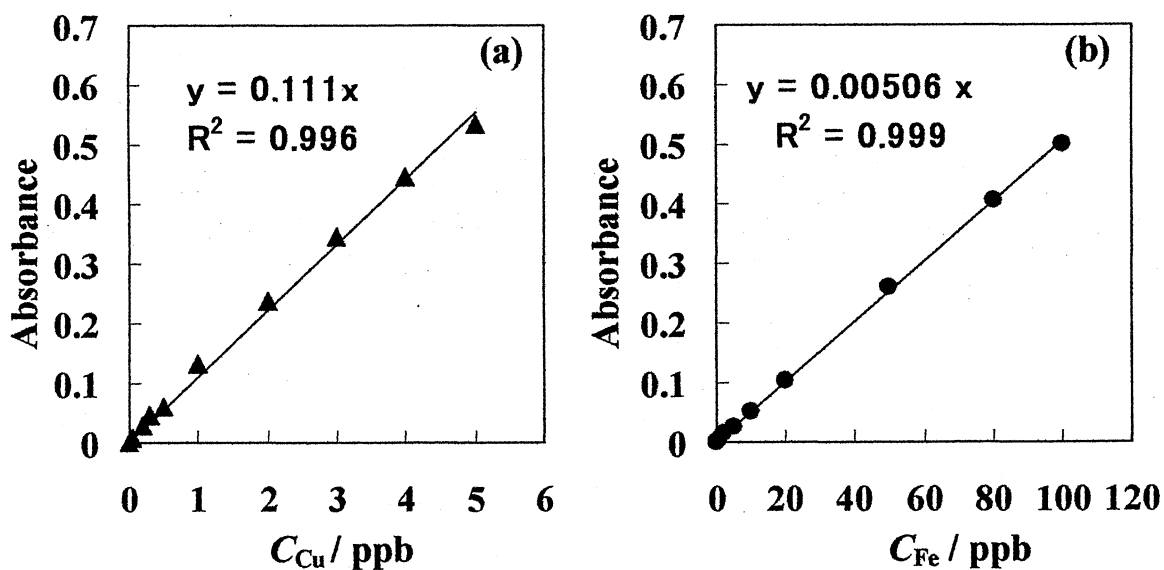 (a)
y = 0.111x
R² = 0.996
Absorbance
0.7
0.6
0.5
0.4
0.3
0.2
0.1
0
0 1 2 3 4 5 6
C_Cu / ppb
(b)
y = 0.00506 x
R² = 0.999
Absorbance
0.7
0.6
0.5
0.4
0.3
0.2
0.1
0
0 20 40 60 80 100 120
C_Fe / ppb